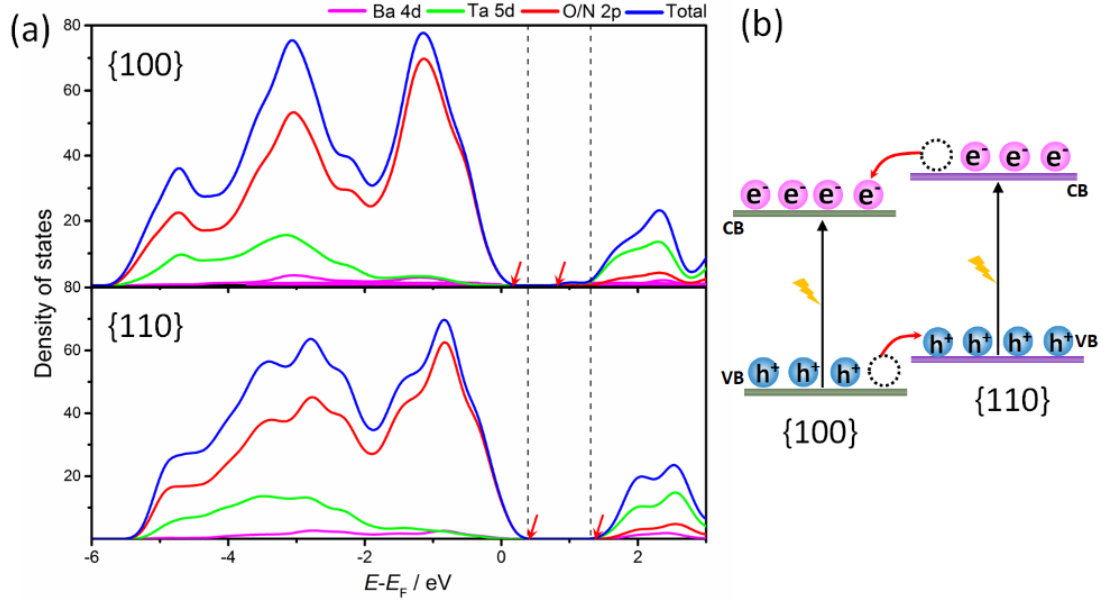 (a)
Ba 4d Ta 5d O/N 2p Total
(b)
{100}
80
60
40
20
80
{110}
60
40
20
Density of states
-6 -4 -2 0 2
E-EF / eV
e- e- e-
CB
e- e- e- e-
CB
h+ h+ h+ h+ VB
VB h+ h+ h+
{110}
{100}